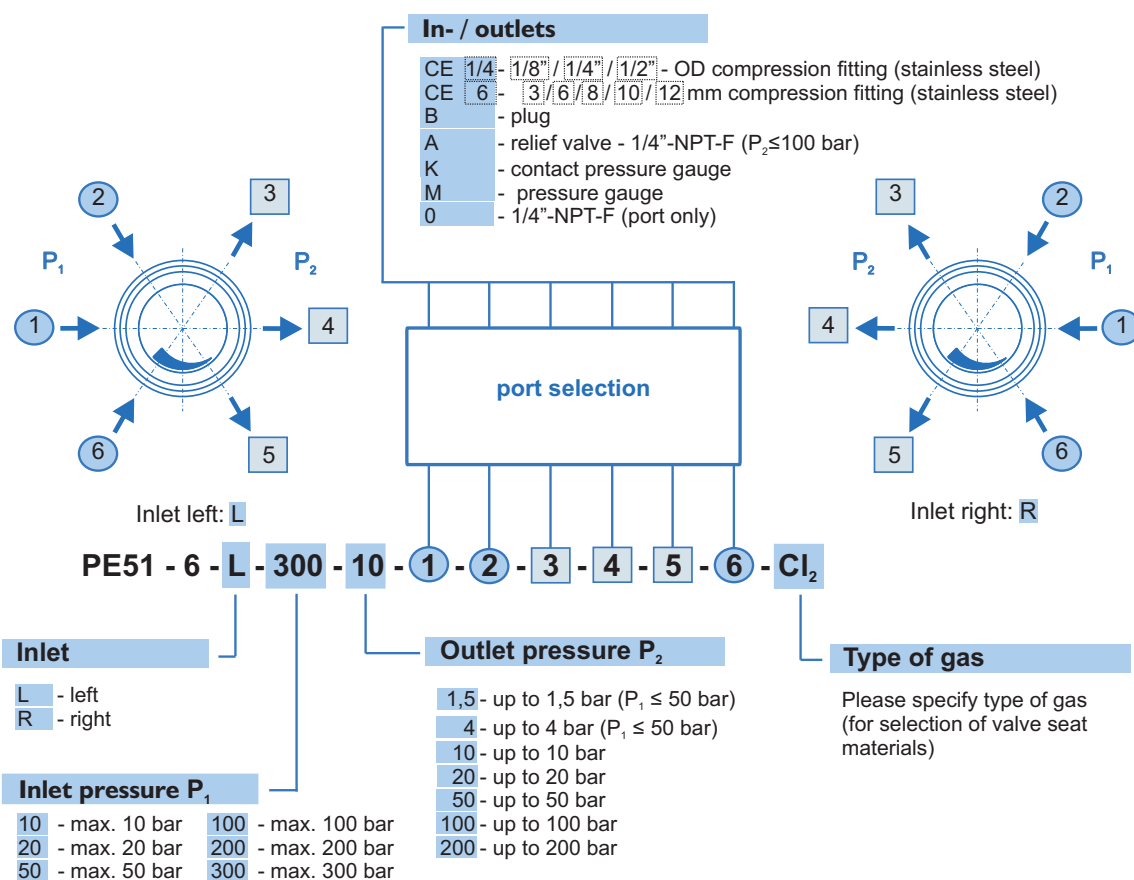 In- / outlets
CE 1/4 - 1/8” / 1/4” / 1/2” - OD compression fitting (stainless steel)
CE 6 - 3 / 6 / 8 / 10 / 12 mm compression fitting (stainless steel)
B - plug
A - relief valve - 1/4”-NPT-F (P₂≤100 bar)
K - contact pressure gauge
M - pressure gauge
0 - 1/4”-NPT-F (port only)
2
3
P₁
P₂
1
4
6
5
Inlet left: L
port selection
3
2
P₂
P₁
4
1
5
6
Inlet right: R
PE51 - 6 - L - 300 - 10 - 1 - 2 - 3 - 4 - 5 - 6 - Cl₂
Inlet
L - left
R - right
Inlet pressure P₁
10 - max. 10 bar 100 - max. 100 bar
20 - max. 20 bar 200 - max. 200 bar
50 - max. 50 bar 300 - max. 300 bar
Outlet pressure P₂
1,5 - up to 1,5 bar (P₁ ≤ 50 bar)
4 - up to 4 bar (P₁ ≤ 50 bar)
10 - up to 10 bar
20 - up to 20 bar
50 - up to 50 bar
100 - up to 100 bar
200 - up to 200 bar
Type of gas
Please specify type of gas
(for selection of valve seat
materials)